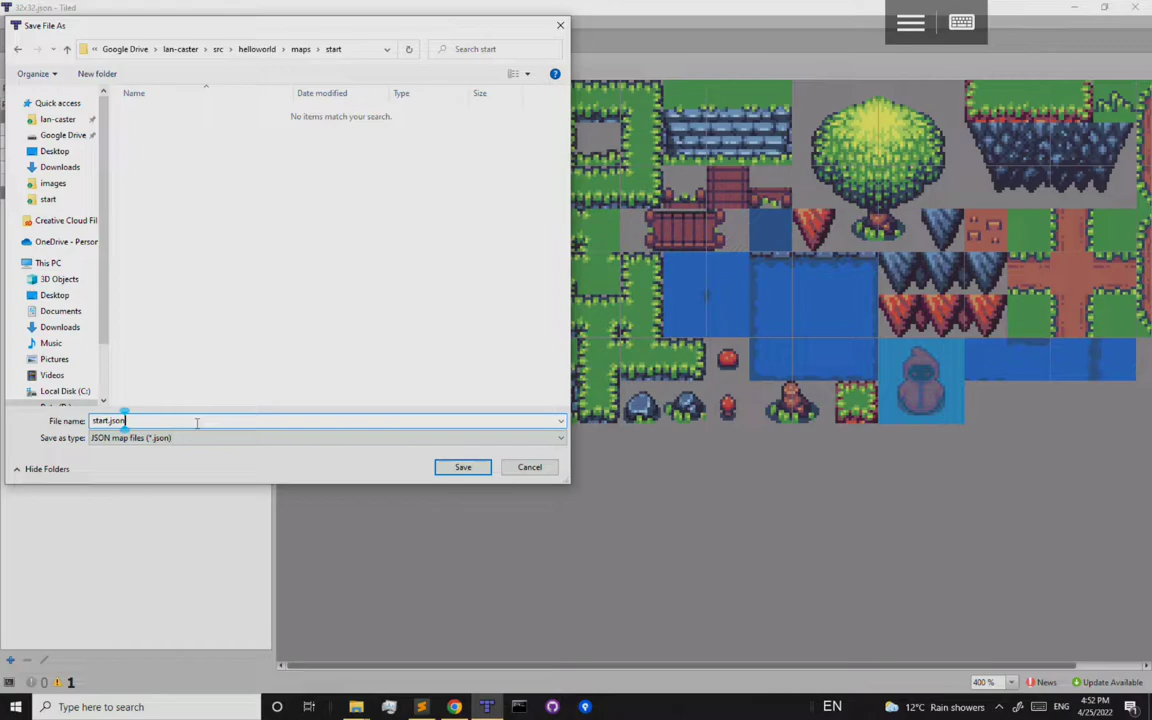 32x32.json - Tiled
Save File As
« Google Drive > lan-caster > src > helloworld > maps > start
Search start
Organize
New folder
Name
Date modified
Type
Size
No items match your search.
Quick access
lan-caster
Google Drive
Desktop
Downloads
images
start
Creative Cloud Fil
OneDrive - Person
This PC
3D Objects
Desktop
Documents
Downloads
Music
Pictures
Videos
Local Disk (C:)
File name: start.json
Save as type: JSON map files (*.json)
Hide Folders
Save
Cancel
0 1
400 %
News
Update Available
Type here to search
EN
12°C Rain showers
ENG
4:52 PM
4/25/2022
1